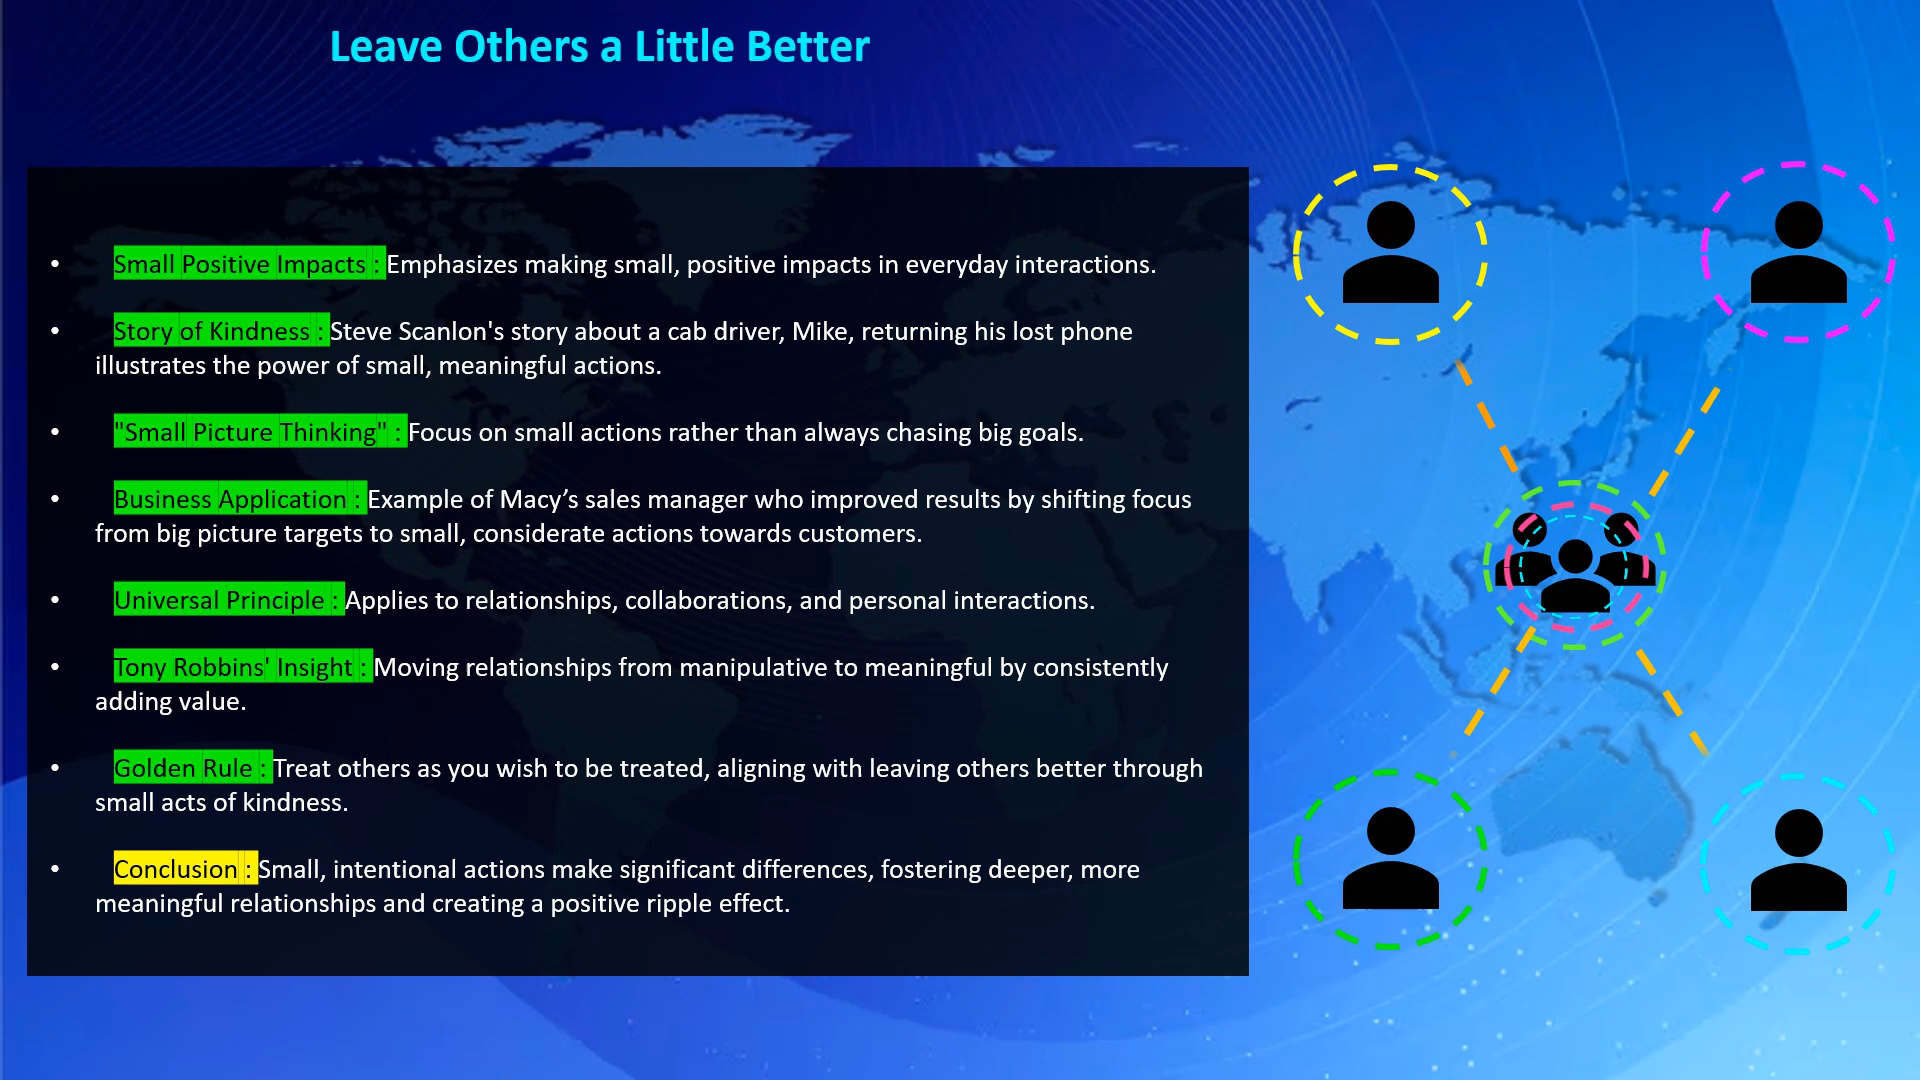 Leave Others a Little Better
• Small Positive Impacts : Emphasizes making small, positive impacts in everyday interactions.
• Story of Kindness : Steve Scanlon's story about a cab driver, Mike, returning his lost phone
illustrates the power of small, meaningful actions.
• "Small Picture Thinking" : Focus on small actions rather than always chasing big goals.
• Business Application : Example of Macy’s sales manager who improved results by shifting focus
from big picture targets to small, considerate actions towards customers.
• Universal Principle : Applies to relationships, collaborations, and personal interactions.
• Tony Robbins' Insight : Moving relationships from manipulative to meaningful by consistently
adding value.
• Golden Rule : Treat others as you wish to be treated, aligning with leaving others better through
small acts of kindness.
• Conclusion : Small, intentional actions make significant differences, fostering deeper, more
meaningful relationships and creating a positive ripple effect.